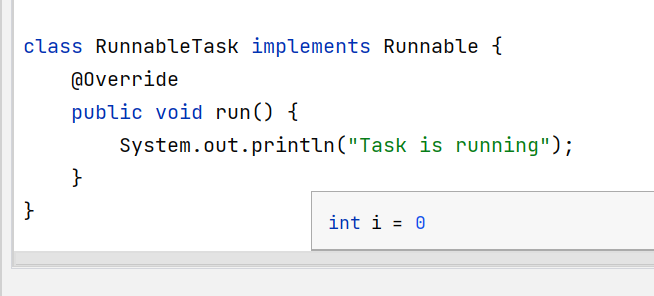 class RunnableTask implements Runnable {
    @Override
    public void run() {
        System.out.println("Task is running");
    }
}
int i = 0